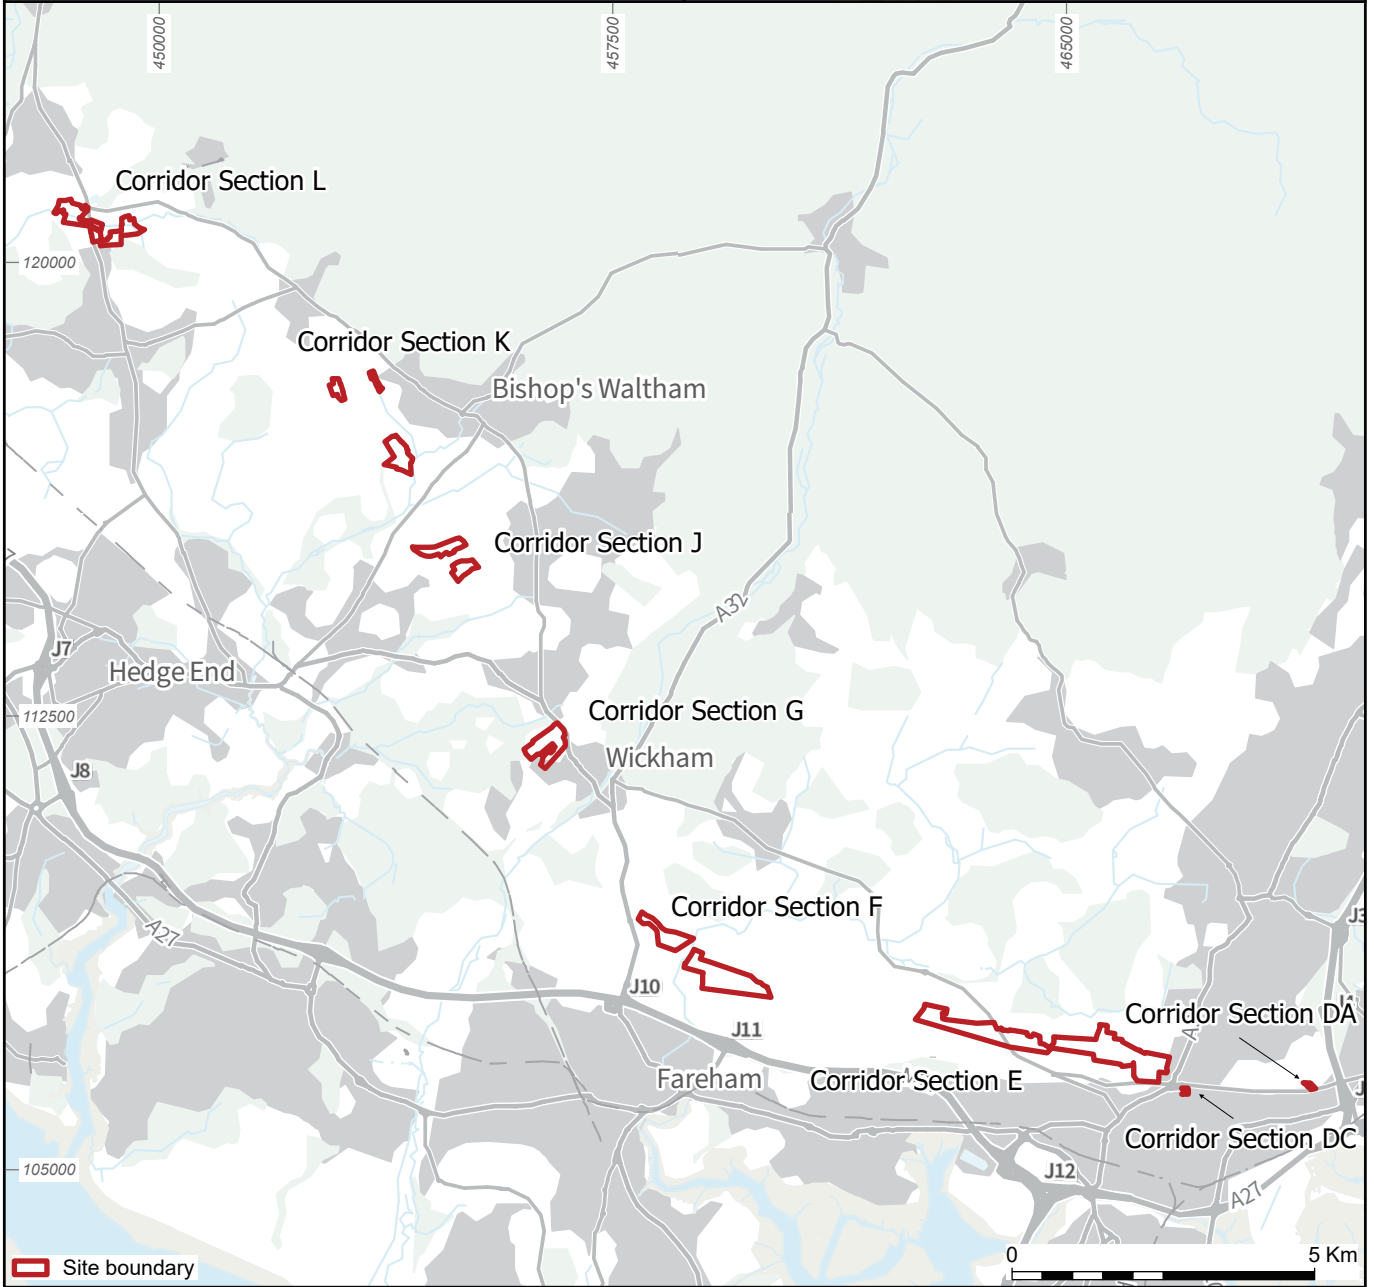 450000
457500
465000
Corridor Section L
120000
Corridor Section K
Bishop's Waltham
Corridor Section J
A32
J7
Hedge End
Corridor Section G
112500
Wickham
J8
Corridor Section F
A27
J10
J11
Corridor Section DA
Fareham
Corridor Section E
Corridor Section DC
105000
J12
A27
0
5 Km
Site boundary